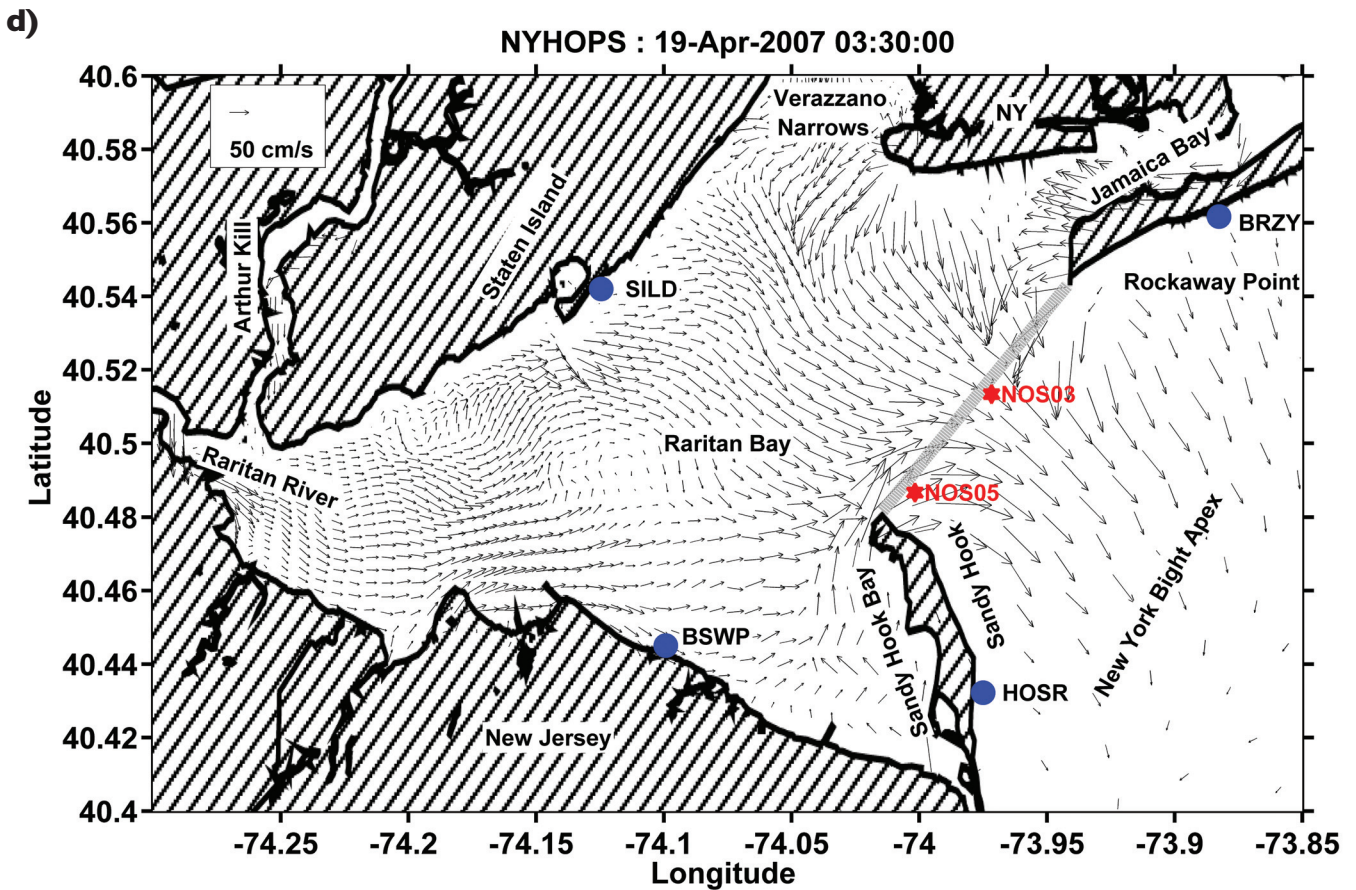 d)
NYHOPS : 19-Apr-2007 03:30:00
40.6
40.58
40.56
40.54
40.52
40.5
40.48
40.46
40.44
40.42
40.4
Latitude
50 cm/s
Verazzano
Narrows
NY
Jamaica Bay
BRZY
Rockaway Point
Arthur Kill
Staten Island
SILD
NOS03
Raritan Bay
Raritan River
NOS05
Sandy Hook
Sandy Hook Bay
New York Bight Apex
BSWP
HOSR
New Jersey
-74.25
-74.2
-74.15
-74.1
-74.05
-74
-73.95
-73.9
-73.85
Longitude